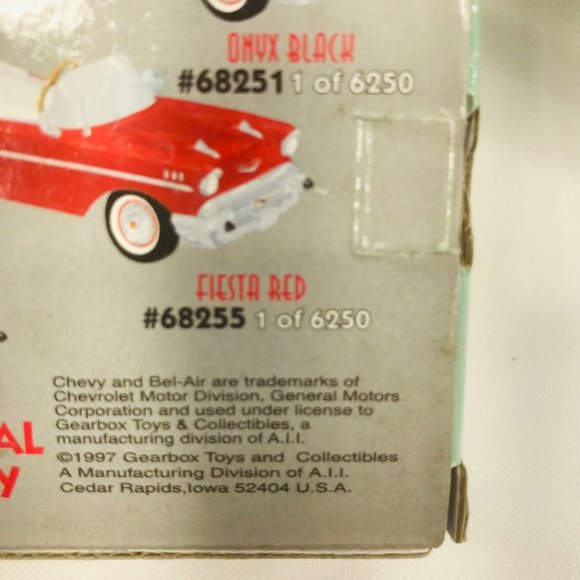 ONYX BLACK
#68251 1 of 6250
FIESTA RED
#68255 1 of 6250
Chevy and Bel-Air are trademarks of
Chevrolet Motor Division, General Motors
Corporation and used under license to
Gearbox Toys & Collectibles, a
manufacturing division of A.I.I.
©1997 Gearbox Toys and Collectibles
A Manufacturing Division of A.I.I.
Cedar Rapids,Iowa 52404 U.S.A.
AL
Y